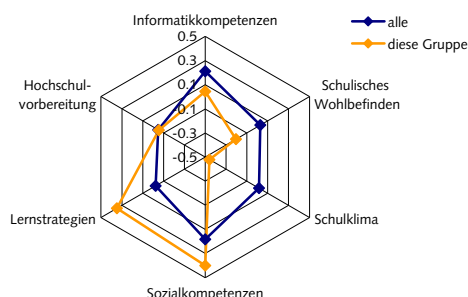 Informatikkompetenzen
alle
diese Gruppe
0.5
0.3
0.1
-0.1
-0.3
-0.5
Schulisches
Wohlbefinden
Schulklima
Sozialkompetenzen
Lernstrategien
Hochschul-
vorbereitung